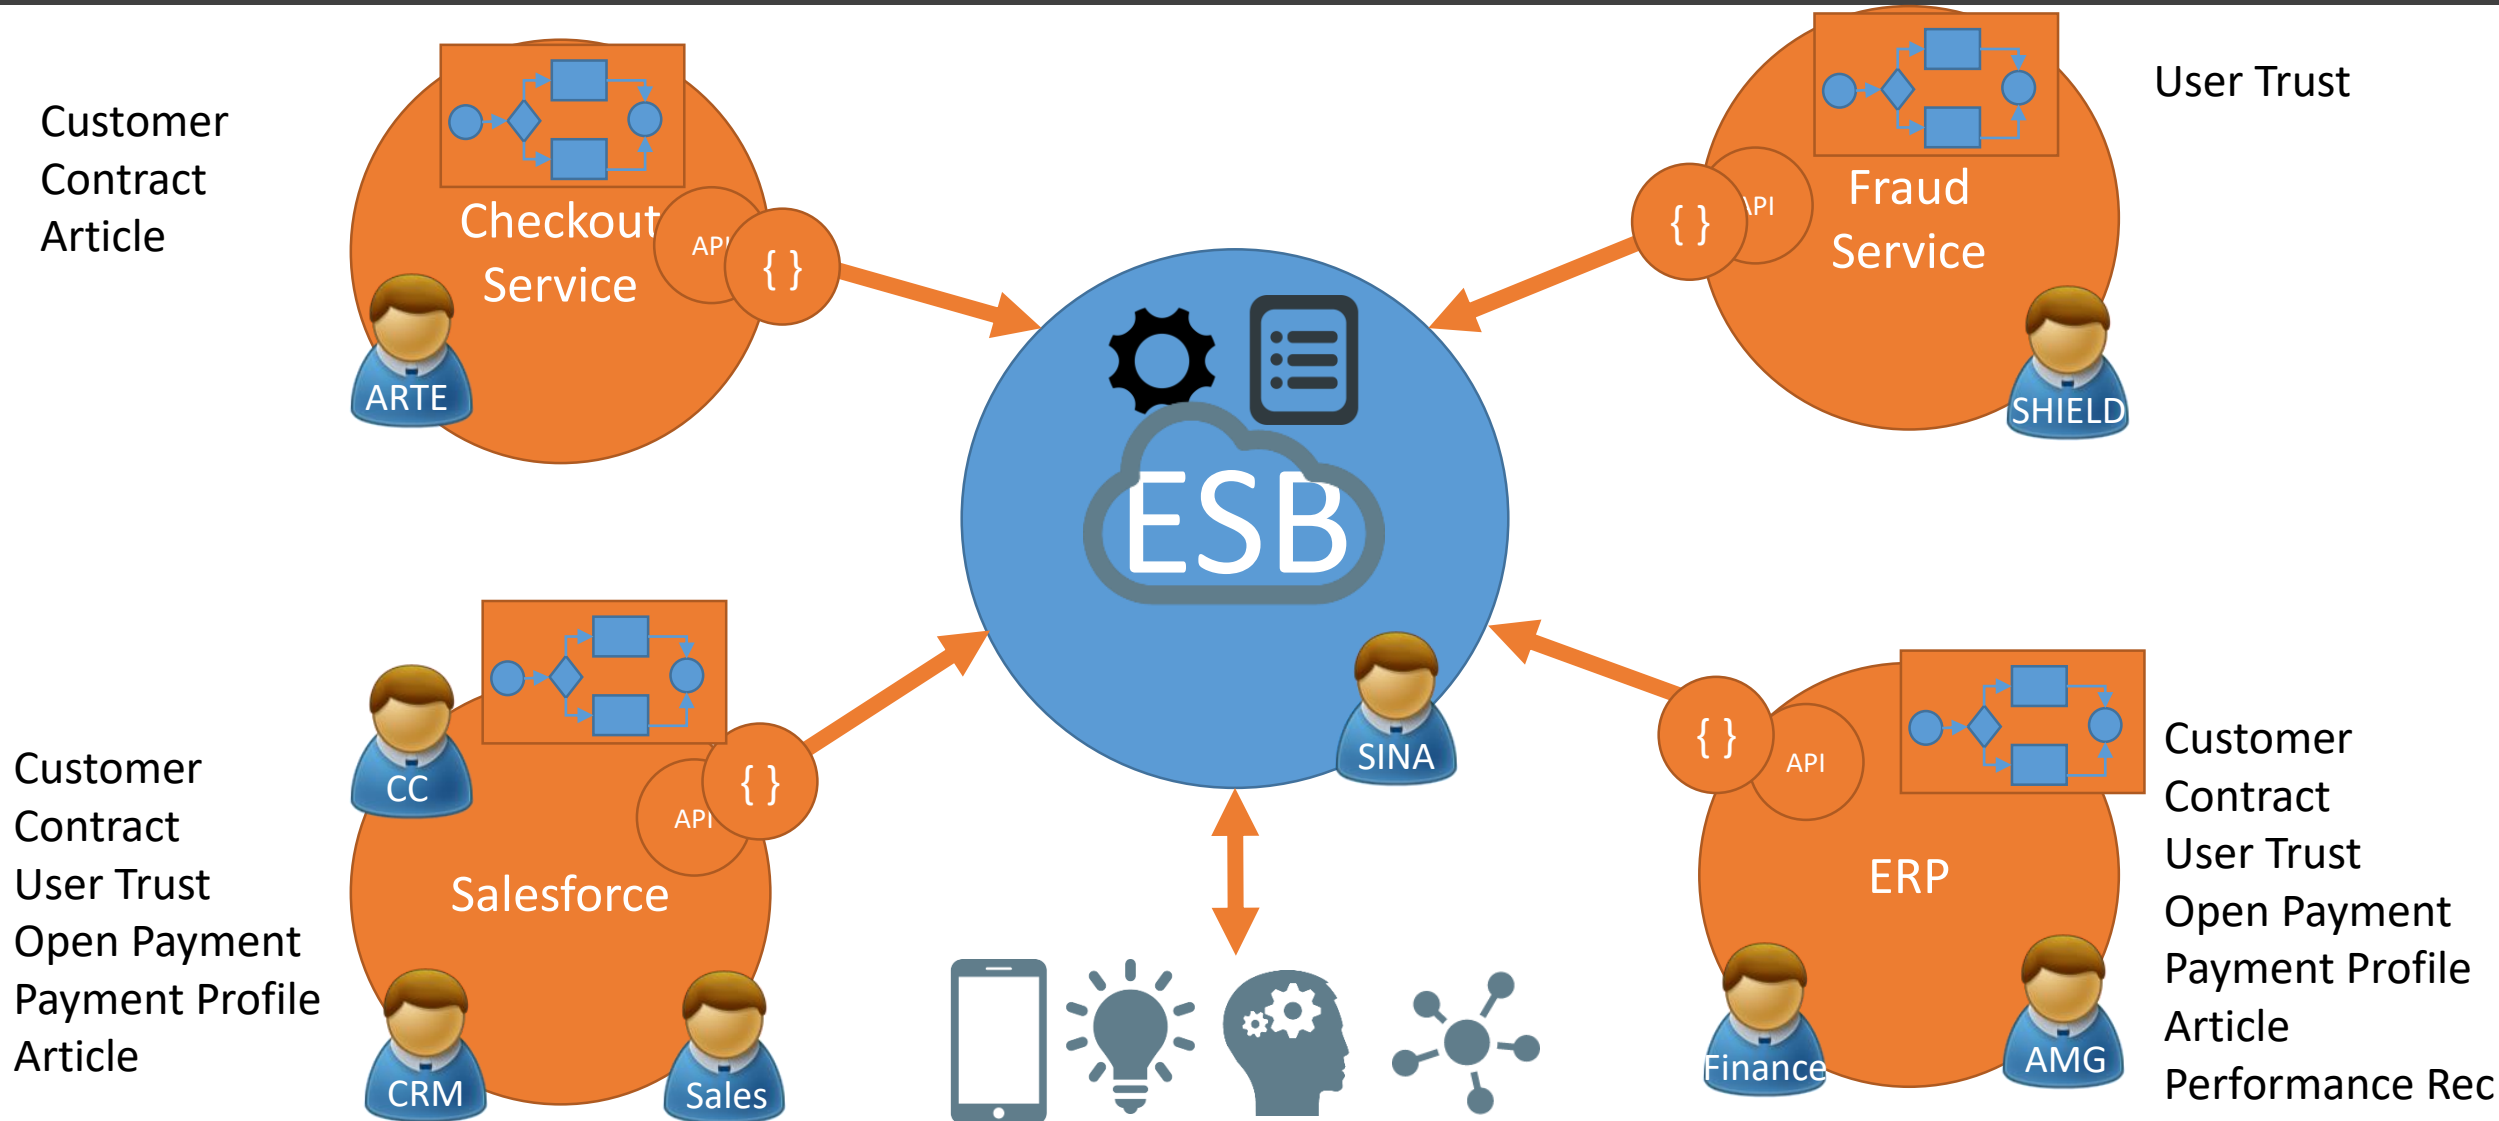 Customer
Contract
Article
Checkout
Service
API
{ }
ARTE
User Trust
Fraud
Service
API
{ }
SHIELD
ESB
SINA
Customer
Contract
User Trust
Open Payment
Payment Profile
Article
CC
API
{ }
Salesforce
CRM
Sales
{ }
API
ERP
Finance
AMG
Customer
Contract
User Trust
Open Payment
Payment Profile
Article
Performance Rec